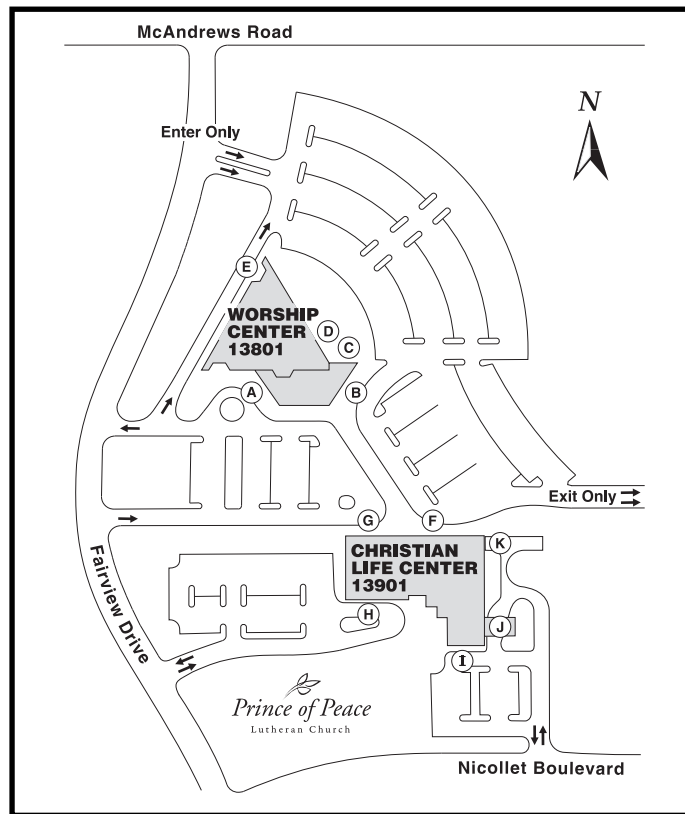 McAndrews Road
N
Enter Only
E
WORSHIP
CENTER
13801
D
C
A
B
Exit Only
G
F
K
CHRISTIAN
LIFE CENTER
13901
Fairview Drive
H
J
I
Prince of Peace
Lutheran Church
Nicollet Boulevard